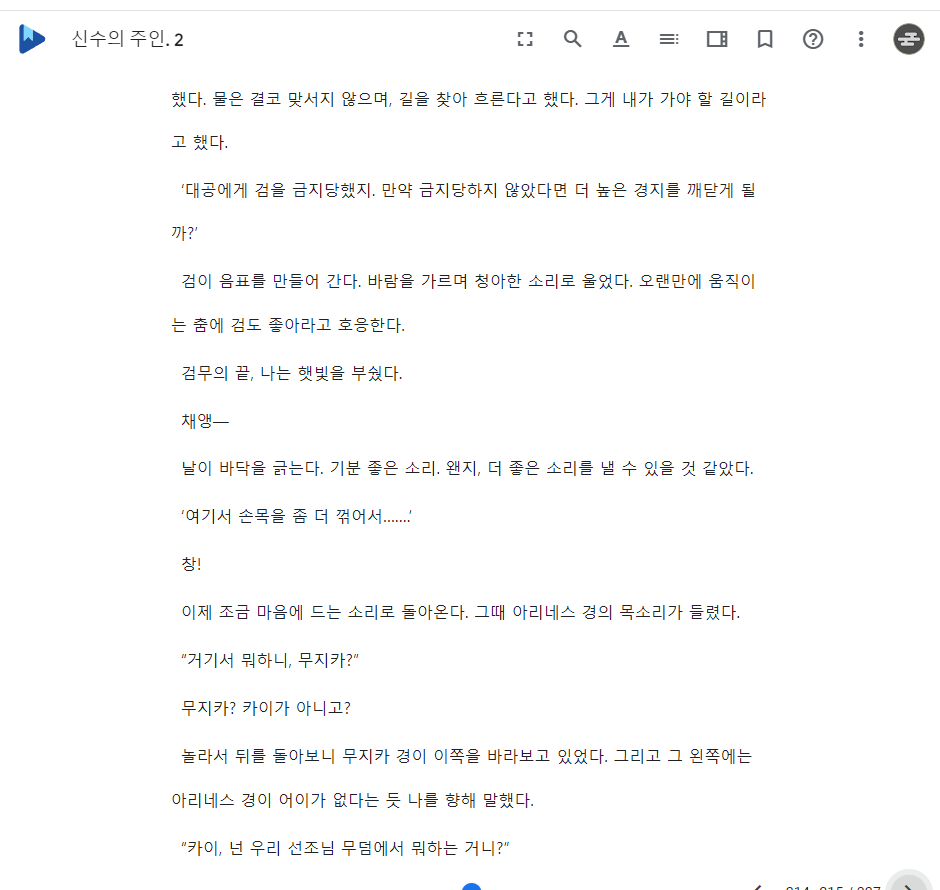 신수의 주인. 2
했다. 물은 결코 맞서지 않으며, 길을 찾아 흐른다고 했다. 그게 내가 가야 할 길이라
고 했다.
‘대공에게 검을 금지당했지. 만약 금지당하지 않았다면 더 높은 경지를 깨닫게 될
까?’
검이 음표를 만들어 간다. 바람을 가르며 청아한 소리로 울었다. 오랜만에 움직이
는 춤에 검도 좋아라고 호응한다.
검무의 끝, 나는 햇빛을 부쉈다.
채앵—
날이 바닥을 긁는다. 기분 좋은 소리. 왠지, 더 좋은 소리를 낼 수 있을 것 같았다.
‘여기서 손목을 좀 더 꺾어서…….’
창!
이제 조금 마음에 드는 소리로 돌아온다. 그때 아리네스 경의 목소리가 들렸다.
“거기서 뭐하니, 무지카?”
무지카? 카이가 아니고?
놀라서 뒤를 돌아보니 무지카 경이 이쪽을 바라보고 있었다. 그리고 그 왼쪽에는
아리네스 경이 어이가 없다는 듯 나를 향해 말했다.
“카이, 넌 우리 선조님 무덤에서 뭐하는 거니?”